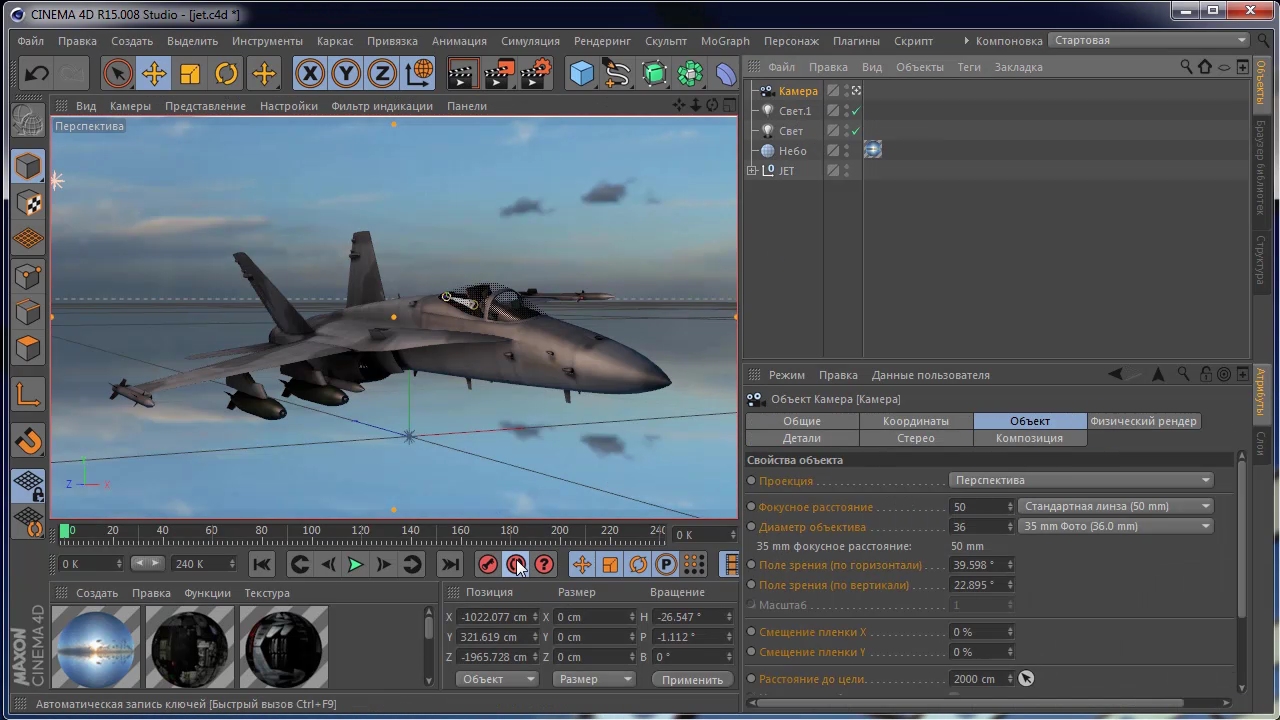 CINEMA 4D R15.008 Studio - [jet.c4d *]
Файл Правка Создать Выделить Инструменты Каркас Привязка Анимация Симуляция Рендеринг Скульпт MoGraph Персонаж Плагины Скрипт Компоновка Стартовая
X Y Z
Файл Правка Вид Объекты Теги Закладка
Вид Камеры Представление Настройки Фильтр индикации Панели
Перспектива
Камера
Свет.1
Свет
Небо
JET
Объекты
Браузер библиотек
Структура
Z X
Режим Правка Данные пользователя
Объект Камера [Камера]
Общие Координаты Объект Физический рендер
Детали Стерео Композиция
Атрибуты
Слои
Свойства объекта
Проекция Перспектива
Фокусное расстояние 50 Стандартная линза (50 mm)
Диаметр объектива 36 35 mm Фото (36.0 mm)
35 mm фокусное расстояние: 50 mm
Поле зрения (по горизонтали) 39.598 °
Поле зрения (по вертикали) 22.895 °
Масштаб 1
Смещение пленки X 0 %
Смещение пленки Y 0 %
Расстояние до цели 2000 cm
0 20 40 60 80 100 120 140 160 180 200 220 240 0 K
0 K 240 K
? P
Создать Правка Функции Текстура
Позиция Размер Вращение
X -1022.077 cm X 0 cm H -26.547 °
Y 321.619 cm Y 0 cm P -1.112 °
Z -1965.728 cm Z 0 cm B 0 °
Объект Размер Применить
MAXON
CINEMA 4D
Автоматическая запись ключей [Быстрый вызов Ctrl+F9]